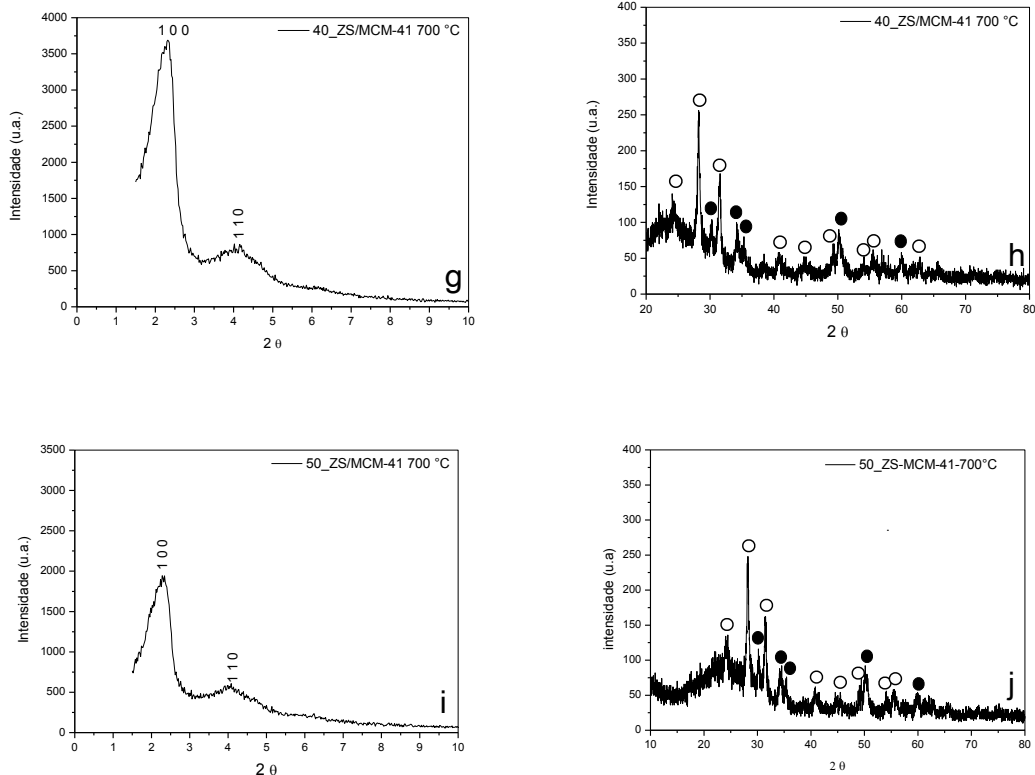 1 0 0
40_ZS/MCM-41 700 °C
4000
3500
3000
2500
2000
1500
1000
500
0
Intensidade (u.a.)
1 1 0
g
0 1 2 3 4 5 6 7 8 9 10
2 θ
40_ZS/MCM-41 700 °C
400
350
300
250
200
150
100
50
0
Intensidade (u.a.)
h
20 30 40 50 60 70 80
2 θ
50_ZS/MCM-41 700 °C
3500
3000
2500
2000
1500
1000
500
0
Intensidade (u.a.)
1 0 0
1 1 0
i
0 1 2 3 4 5 6 7 8 9 10
2 θ
50_ZS-MCM-41-700°C
400
350
300
250
200
150
100
50
0
intensidade (u.a)
j
10 20 30 40 50 60 70 80
2 θ